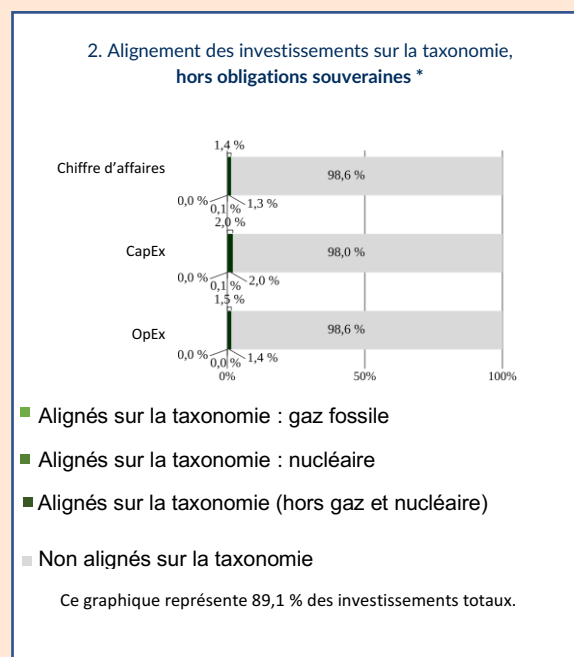 2. Alignement des investissements sur la taxonomie,
hors obligations souveraines *
1,4 %
Chiffre d’affaires
98,6 %
0,0 %
0,1 %
1,3 %
2,0 %
CapEx
98,0 %
0,0 %
0,1 %
2,0 %
1,5 %
OpEx
98,6 %
0,0 %
0,0 %
1,4 %
0%
50%
100%
Alignés sur la taxonomie : gaz fossile
Alignés sur la taxonomie : nucléaire
Alignés sur la taxonomie (hors gaz et nucléaire)
Non alignés sur la taxonomie
Ce graphique représente 89,1 % des investissements totaux.